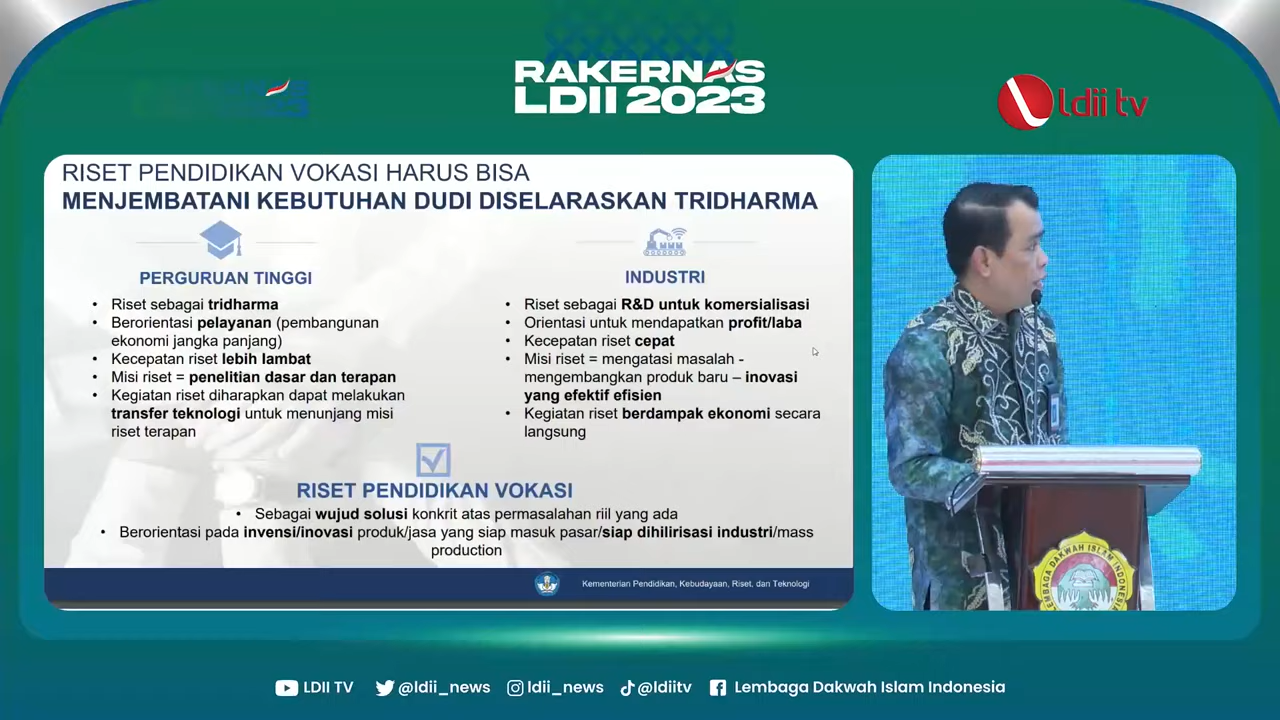 RAKERNAS
LDII 2023
ldii tv
RISET PENDIDIKAN VOKASI HARUS BISA
MENJEMBATANI KEBUTUHAN DUDI DISELARASKAN TRIDHARMA
PERGURUAN TINGGI
• Riset sebagai tridharma
• Berorientasi pelayanan (pembangunan
ekonomi jangka panjang)
• Kecepatan riset lebih lambat
• Misi riset = penelitian dasar dan terapan
• Kegiatan riset diharapkan dapat melakukan
transfer teknologi untuk menunjang misi
riset terapan
INDUSTRI
• Riset sebagai R&D untuk komersialisasi
• Orientasi untuk mendapatkan profit/laba
• Kecepatan riset cepat
• Misi riset = mengatasi masalah -
mengembangkan produk baru – inovasi
yang efektif efisien
• Kegiatan riset berdampak ekonomi secara
langsung
RISET PENDIDIKAN VOKASI
• Sebagai wujud solusi konkrit atas permasalahan riil yang ada
• Berorientasi pada invensi/inovasi produk/jasa yang siap masuk pasar/siap dihilirisasi industri/mass
production
Kementerian Pendidikan, Kebudayaan, Riset, dan Teknologi
LEMBAGA DAKWAH ISLAM INDONESIA
LDII TV @ldii_news ldii_news @ldiitv Lembaga Dakwah Islam Indonesia